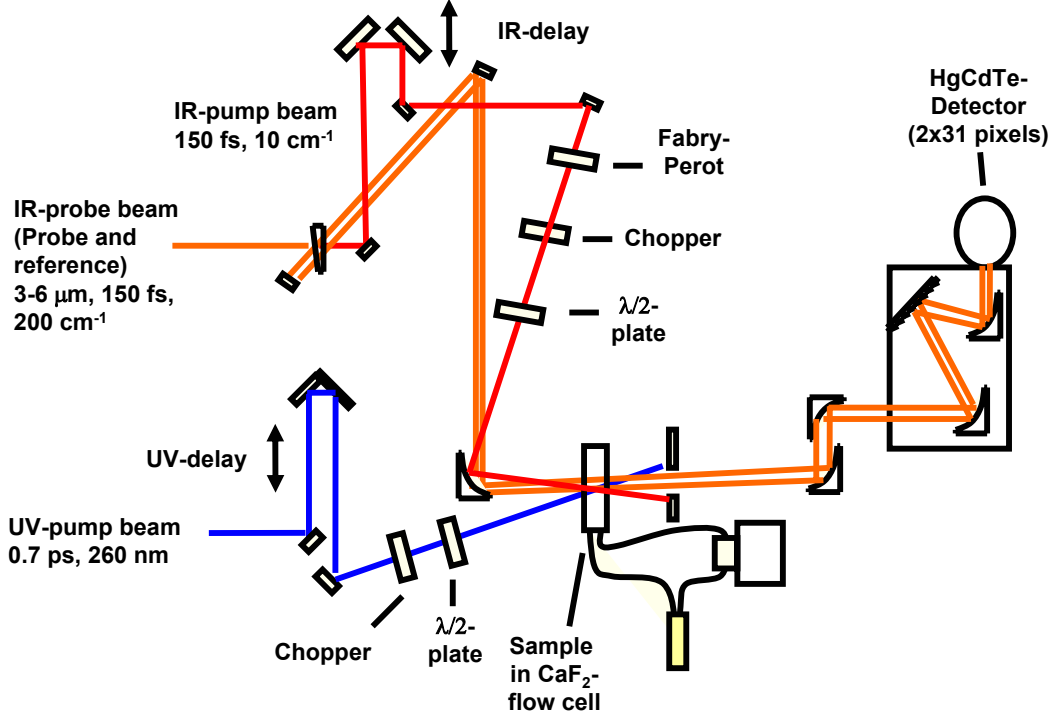 IR-delay
IR-pump beam
150 fs, 10 cm⁻¹
HgCdTe-
Detector
(2x31 pixels)
Fabry-
Perot
IR-probe beam
(Probe and
reference)
3-6 μm, 150 fs,
200 cm⁻¹
Chopper
λ/2-
plate
UV-delay
UV-pump beam
0.7 ps, 260 nm
Chopper
λ/2-
plate
Sample
in CaF₂-
flow cell